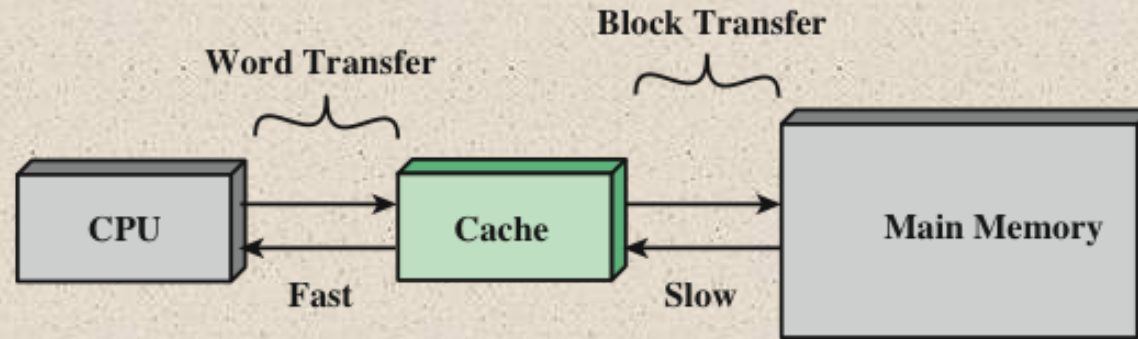 Block Transfer
Word Transfer
CPU
Cache
Main Memory
Fast
Slow